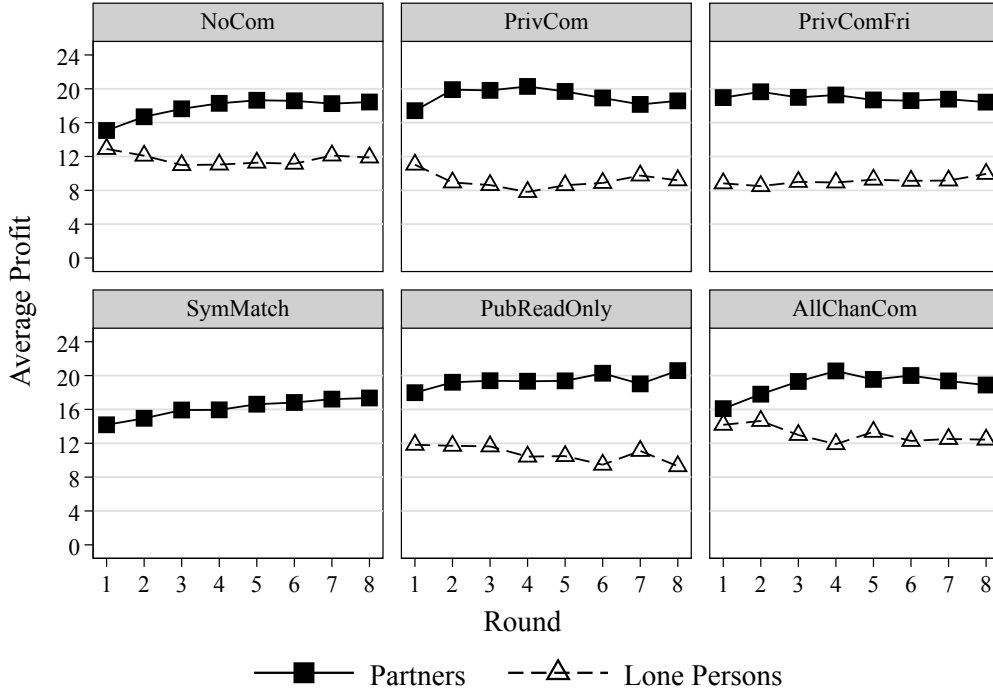 NoCom PrivCom PrivComFri
24
20
16
12
8
4
0
SymMatch PubReadOnly AllChanCom
24
20
16
12
8
4
0
1 2 3 4 5 6 7 8 1 2 3 4 5 6 7 8 1 2 3 4 5 6 7 8
Average Profit
Round
Partners Lone Persons